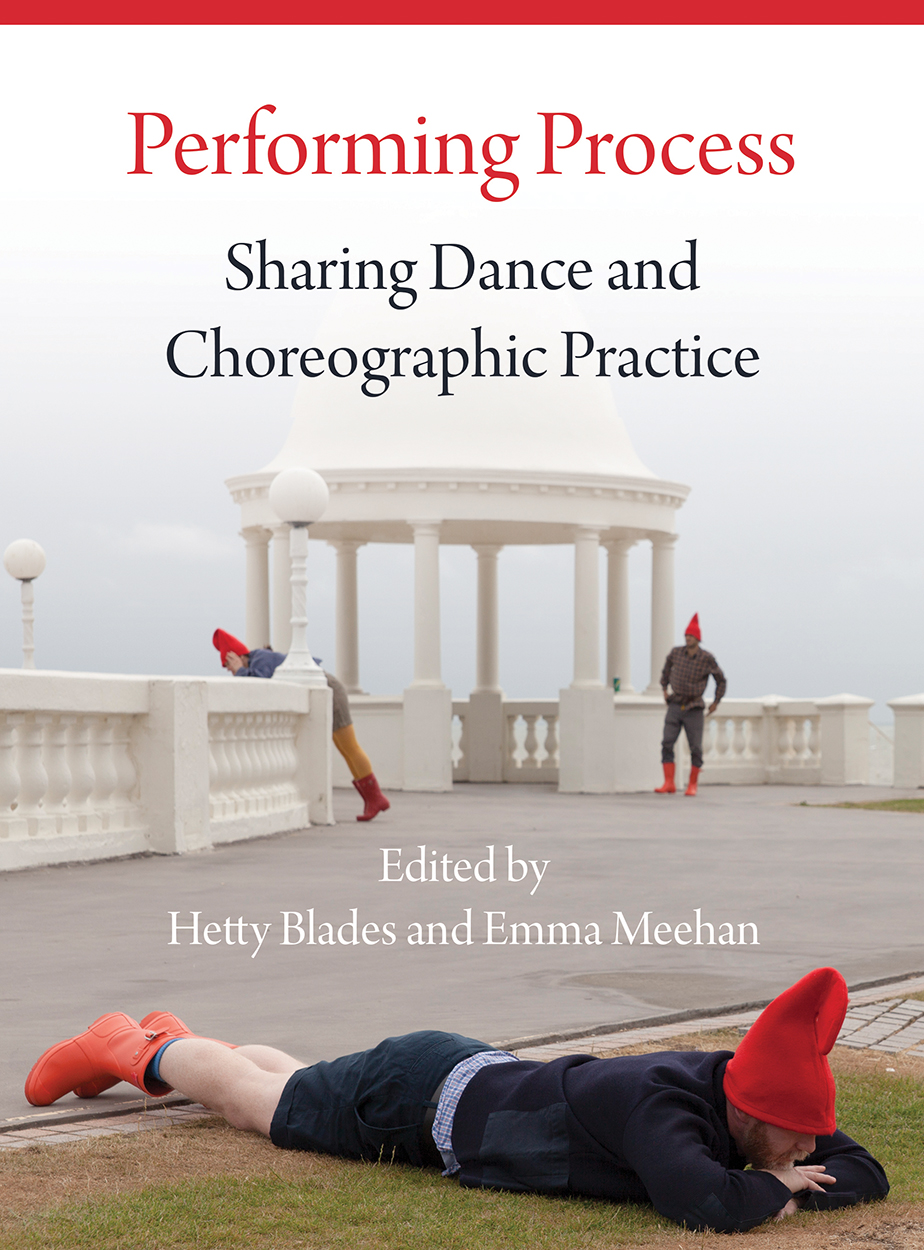 Performing Process
Sharing Dance and
Choreographic Practice
Edited by
Hetty Blades and Emma Meehan